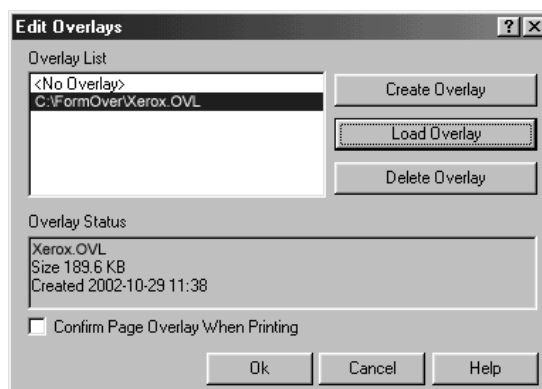 Edit Overlays
Overlay List
<No Overlay>
C:\FormOver\Xerox.OVL
Create Overlay
Load Overlay
Delete Overlay
Overlay Status
Xerox.OVL
Size 189.6 KB
Created 2002-10-29 11:38
Confirm Page Overlay When Printing
Ok
Cancel
Help